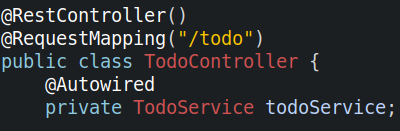 @RestController()
@RequestMapping("/todo")
public class TodoController {
    @Autowired
    private TodoService todoService;